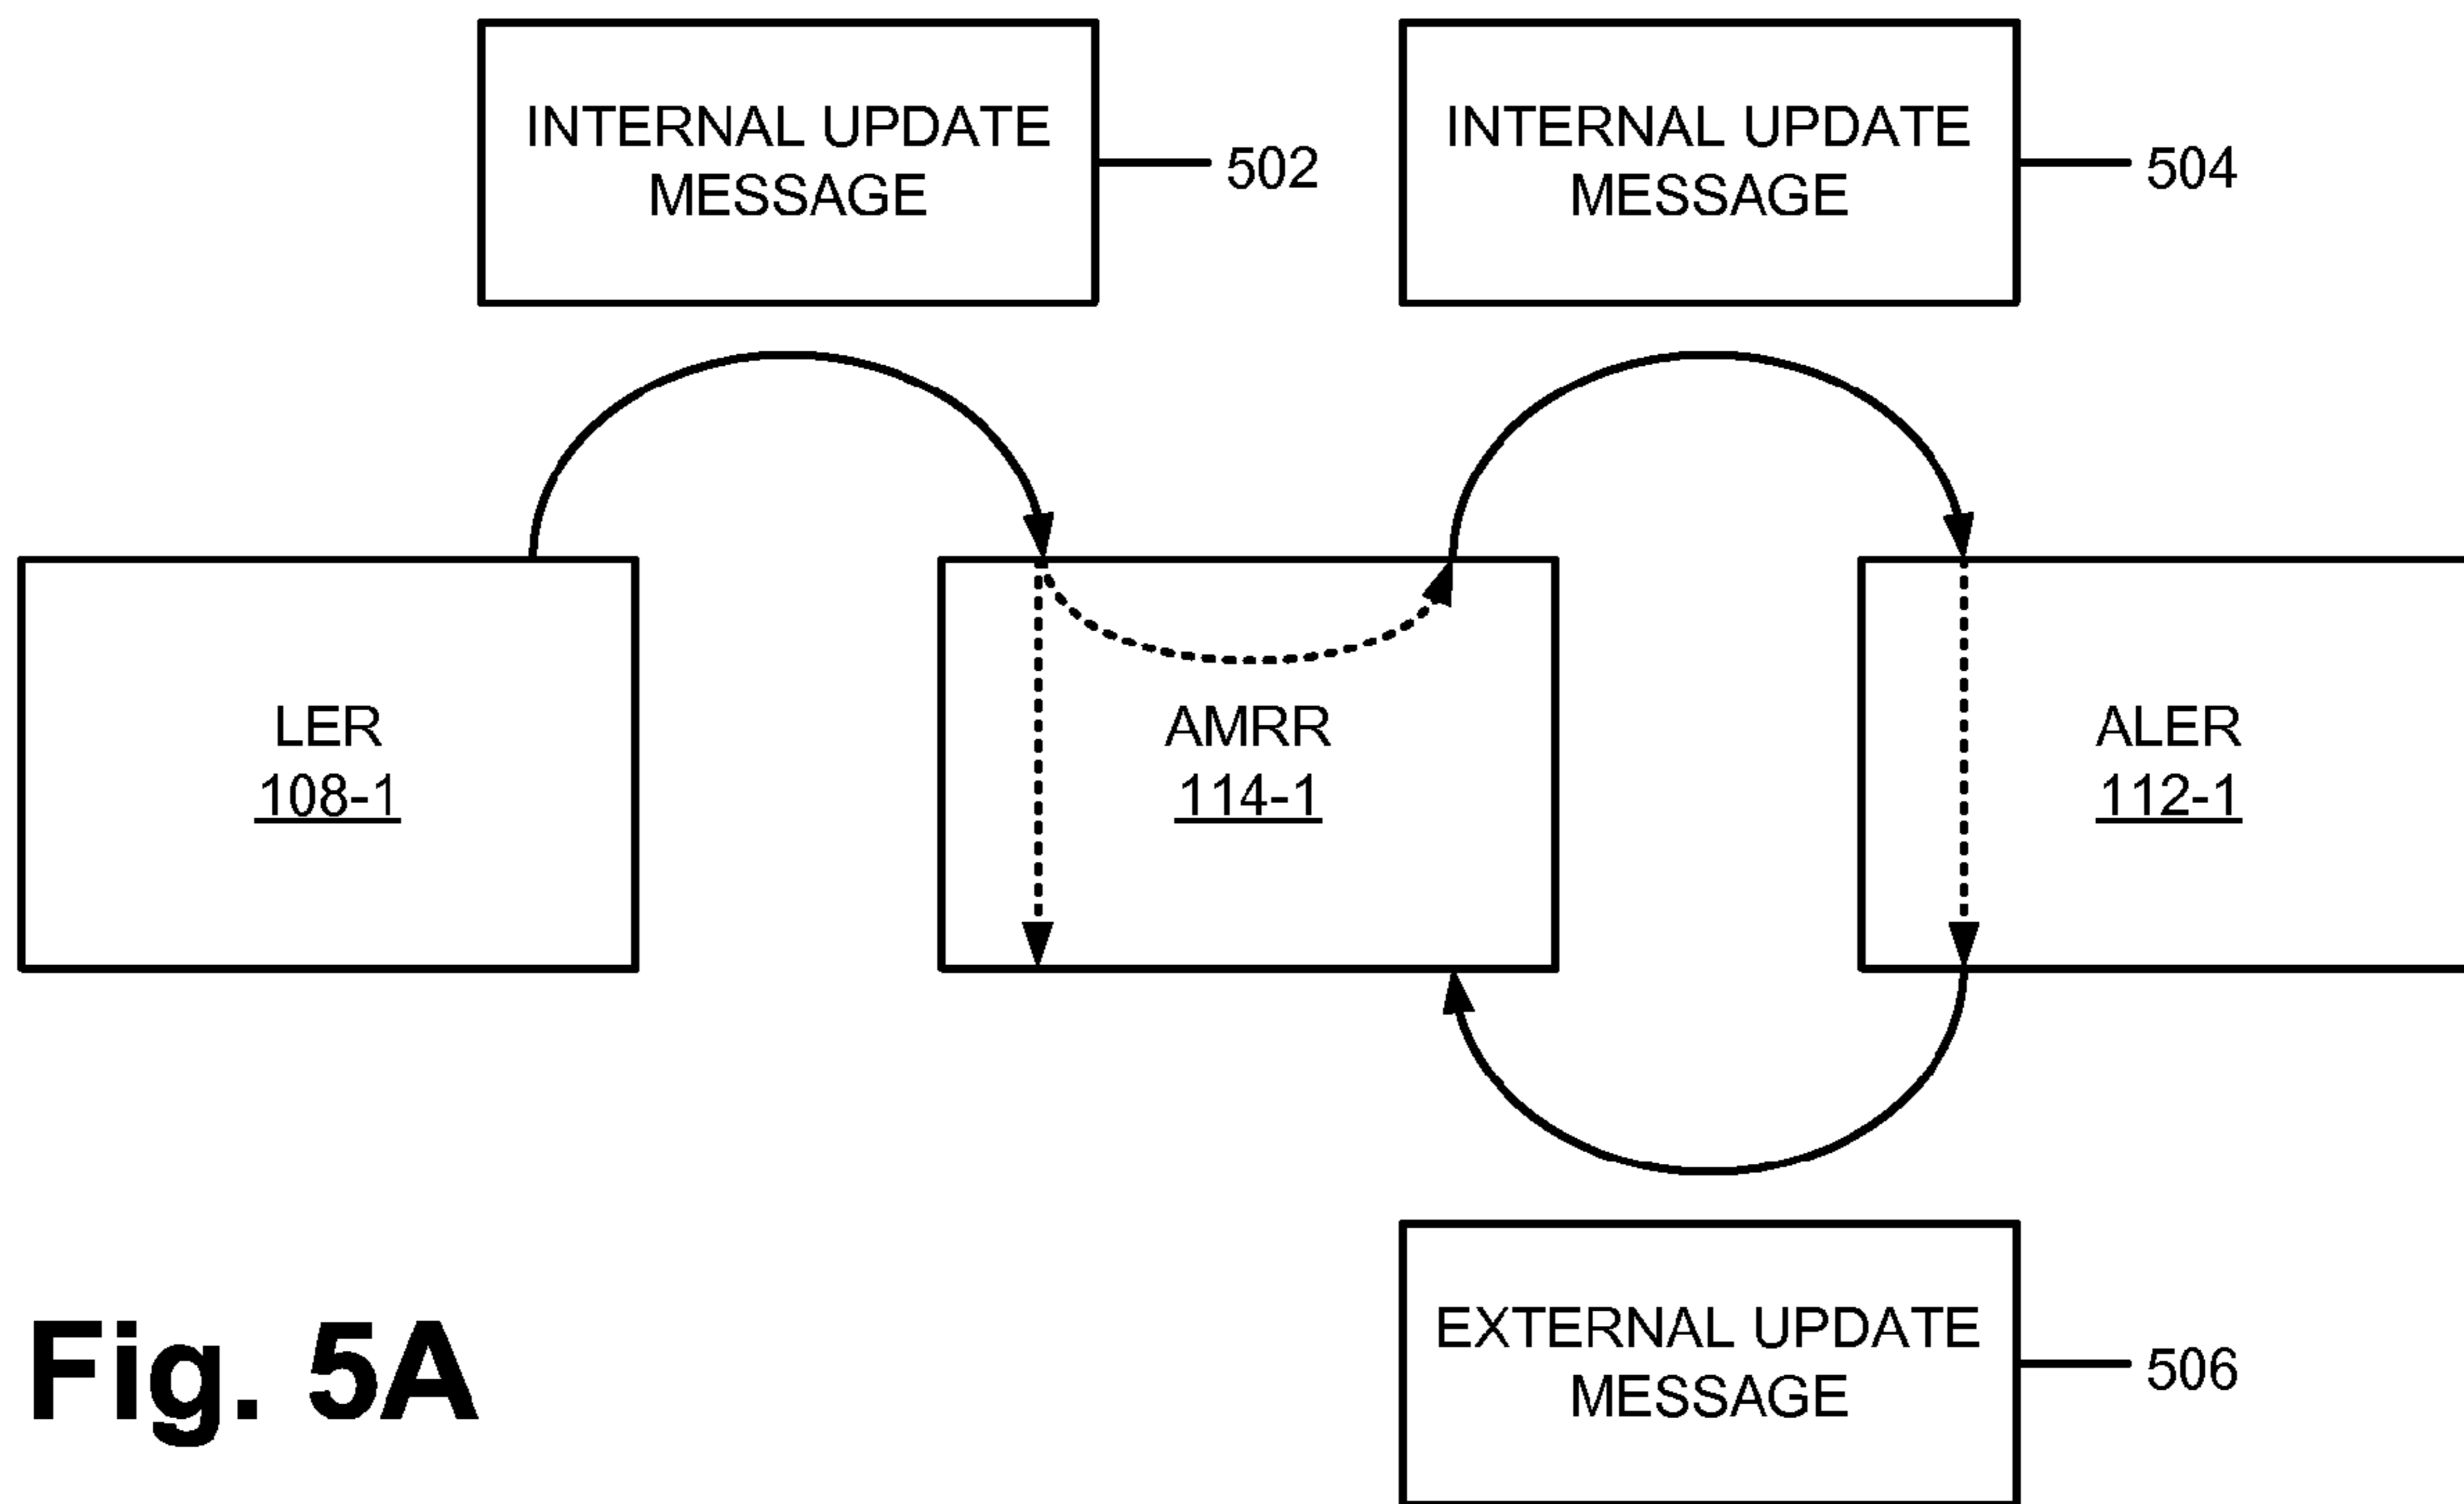 INTERNAL UPDATE
MESSAGE
502
INTERNAL UPDATE
MESSAGE
504
LER
108-1
AMRR
114-1
ALER
112-1
EXTERNAL UPDATE
MESSAGE
506
Fig. 5A